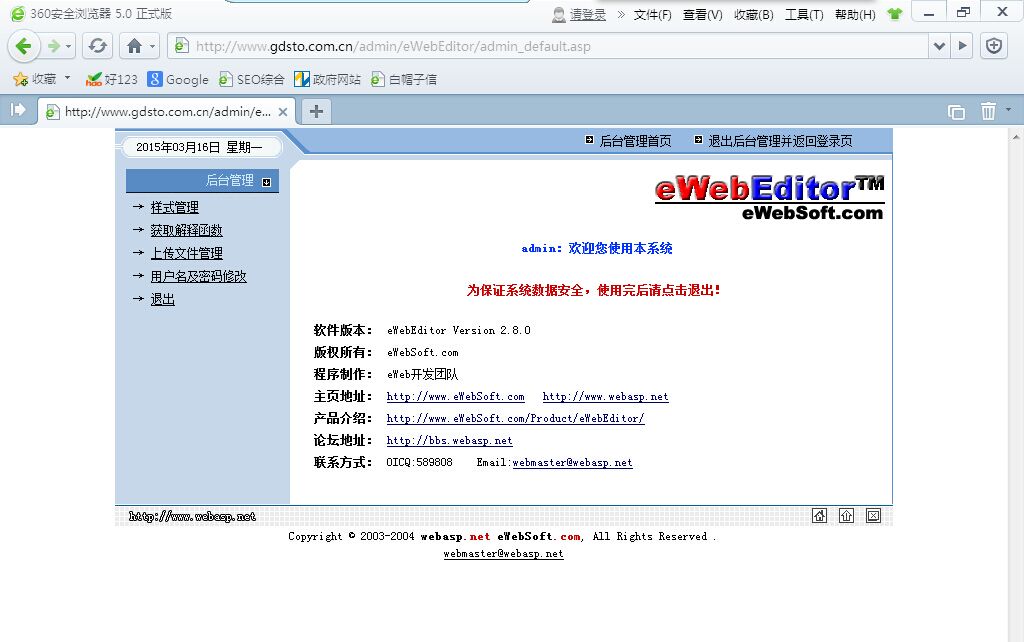 360安全浏览器 5.0 正式版
请登录 » 文件(F) 查看(V) 收藏(B) 工具(T) 帮助(H)
http://www.gdsto.com.cn/admin/eWebEditor/admin_default.asp
收藏 好123 Google SEO综合 政府网站 白帽子信
http://www.gdsto.com.cn/admin/e...
2015年03月16日 星期一
后台管理首页 退出后台管理并返回登录页
后台管理
样式管理
获取解释函数
上传文件管理
用户名及密码修改
退出
eWebEditor™
eWebSoft.com
admin: 欢迎您使用本系统
为保证系统数据安全，使用完后请点击退出！
软件版本： eWebEditor Version 2.8.0
版权所有： eWebSoft.com
程序制作： eWeb开发团队
主页地址： http://www.eWebSoft.com http://www.webasp.net
产品介绍： http://www.eWebSoft.com/Product/eWebEditor/
论坛地址： http://bbs.webasp.net
联系方式： OICQ:589808 Email:webmaster@webasp.net
http://www.webasp.net
Copyright © 2003-2004 webasp.net eWebSoft.com, All Rights Reserved .
webmaster@webasp.net